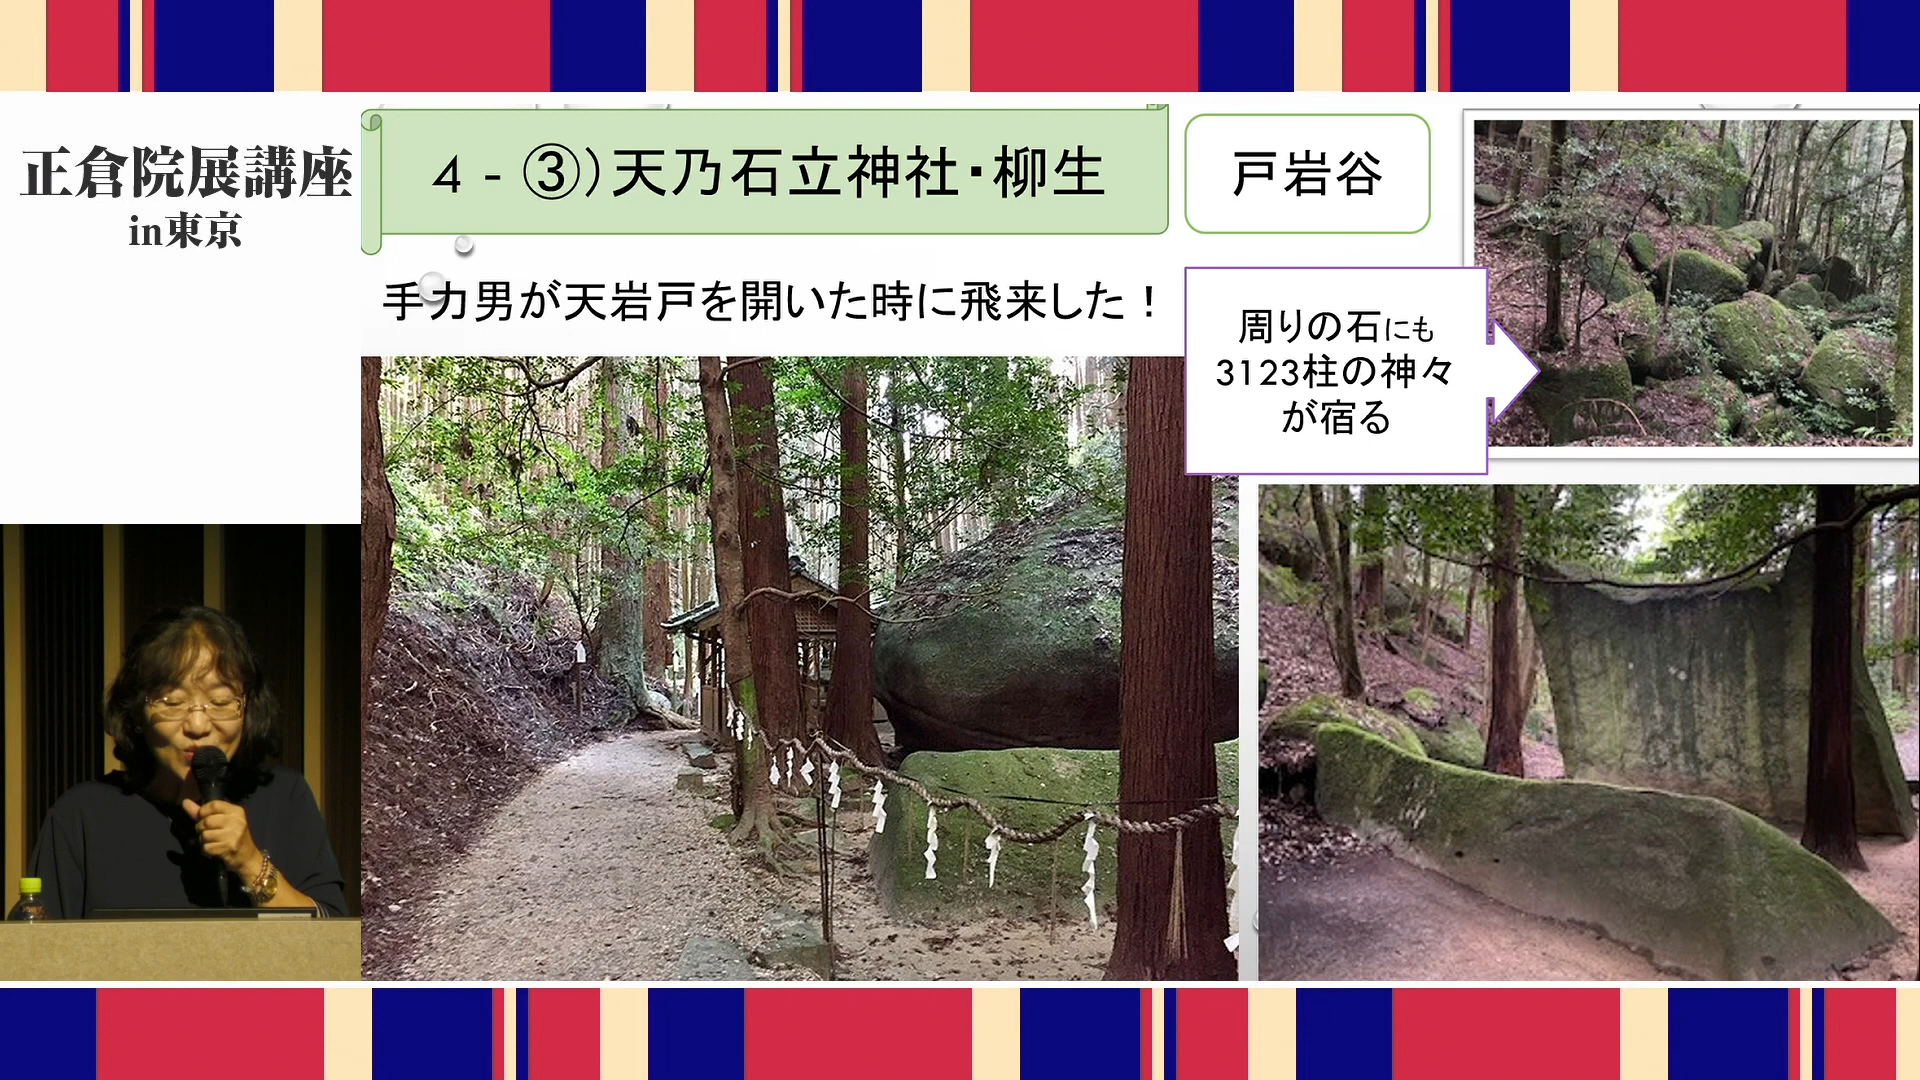 正倉院展講座
in東京
4-③)天乃石立神社・柳生
戸岩谷
手力男が天岩戸を開いた時に飛来した！
周りの石にも
3123柱の神々
が宿る